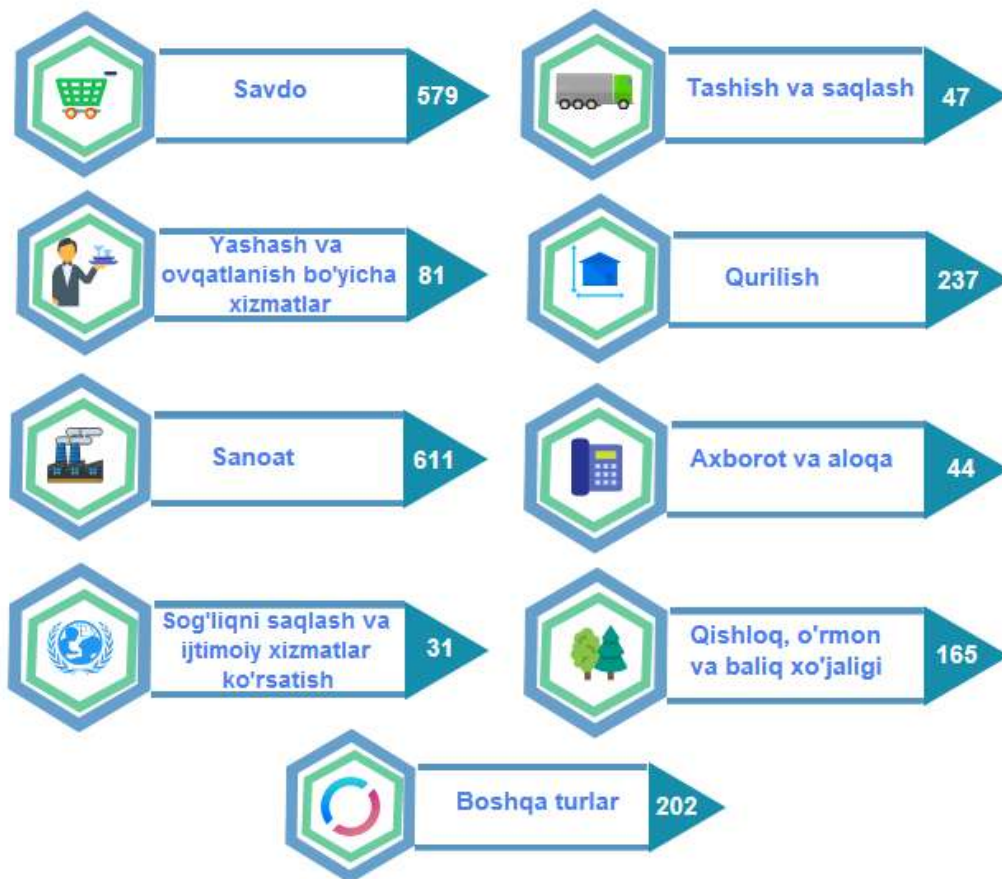 Savdo
579
Tashish va saqlash
47
Yashash va
ovqatlanish bo'yicha
xizmatlar
81
Qurilish
237
Sanoat
611
Axborot va aloqa
44
Sog'liqni saqlash va
ijtimoiy xizmatlar
ko'rsatish
31
Qishloq, o'rmon
va baliq xo'jaligi
165
Boshqa turlar
202